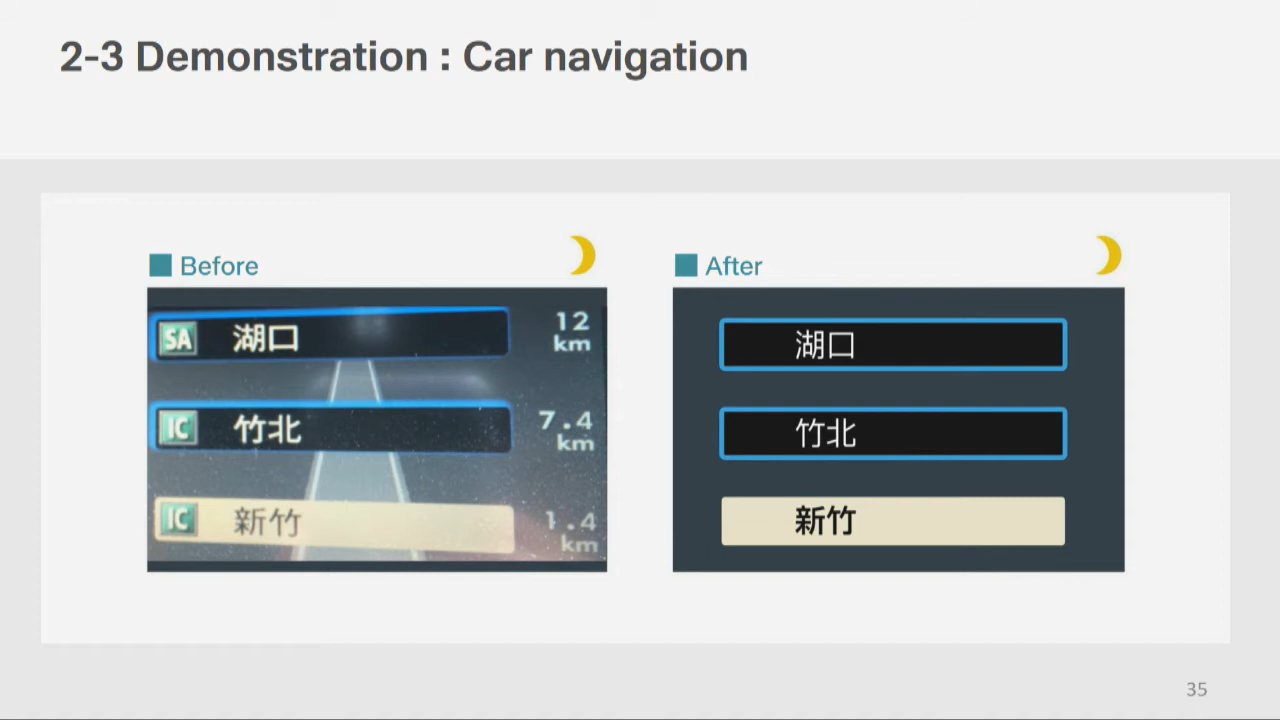 2-3 Demonstration : Car navigation
Before
SA 湖口 12 km
IC 竹北 7.4 km
IC 新竹 1.4 km
After
湖口
竹北
新竹
35